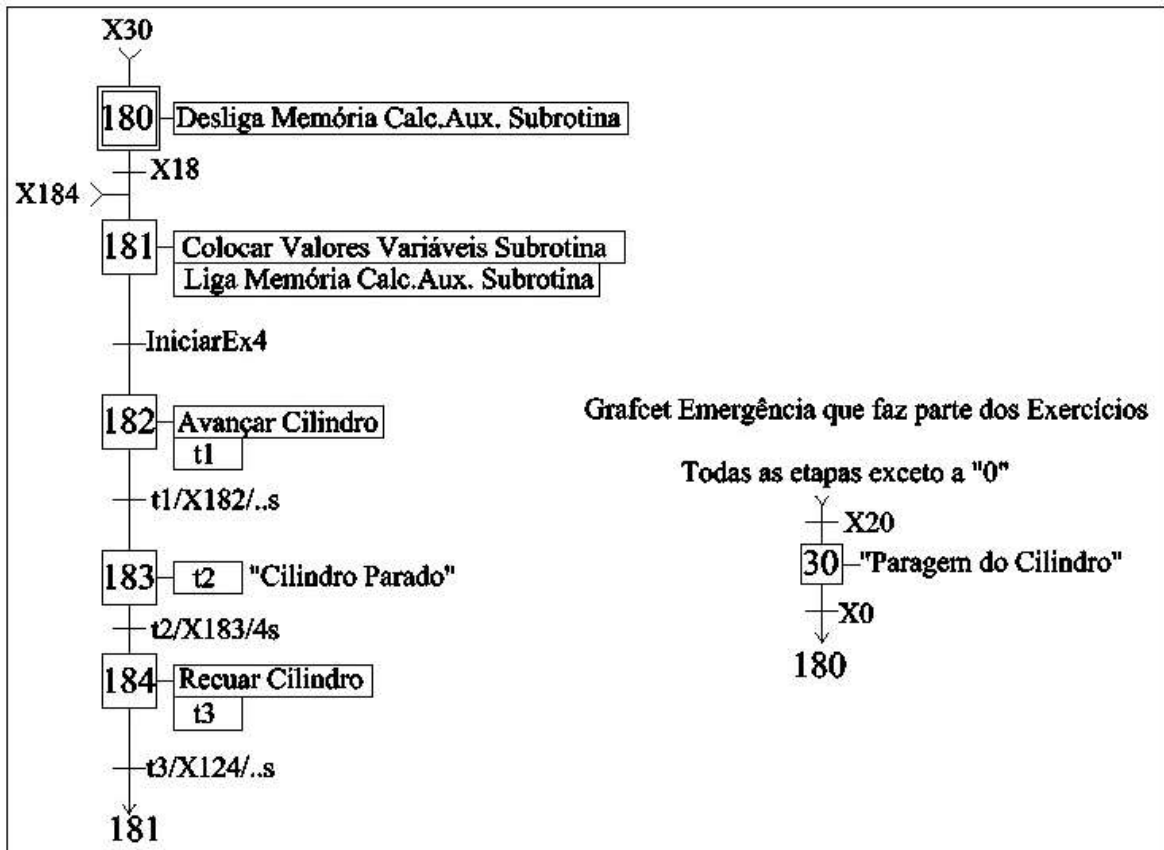 X30
180
Desliga Memória Calc.Aux. Subrotina
X18
X184
181
Colocar Valores Variáveis Subrotina
Liga Memória Calc.Aux. Subrotina
IniciarEx4
182
Avançar Cilindro
t1
t1/X182/..s
183
t2 "Cilindro Parado"
t2/X183/4s
184
Recuar Cilindro
t3
t3/X124/..s
181
Grafcet Emergência que faz parte dos Exercícios
Todas as etapas exceto a "0"
X20
30
"Paragem do Cilindro"
X0
180